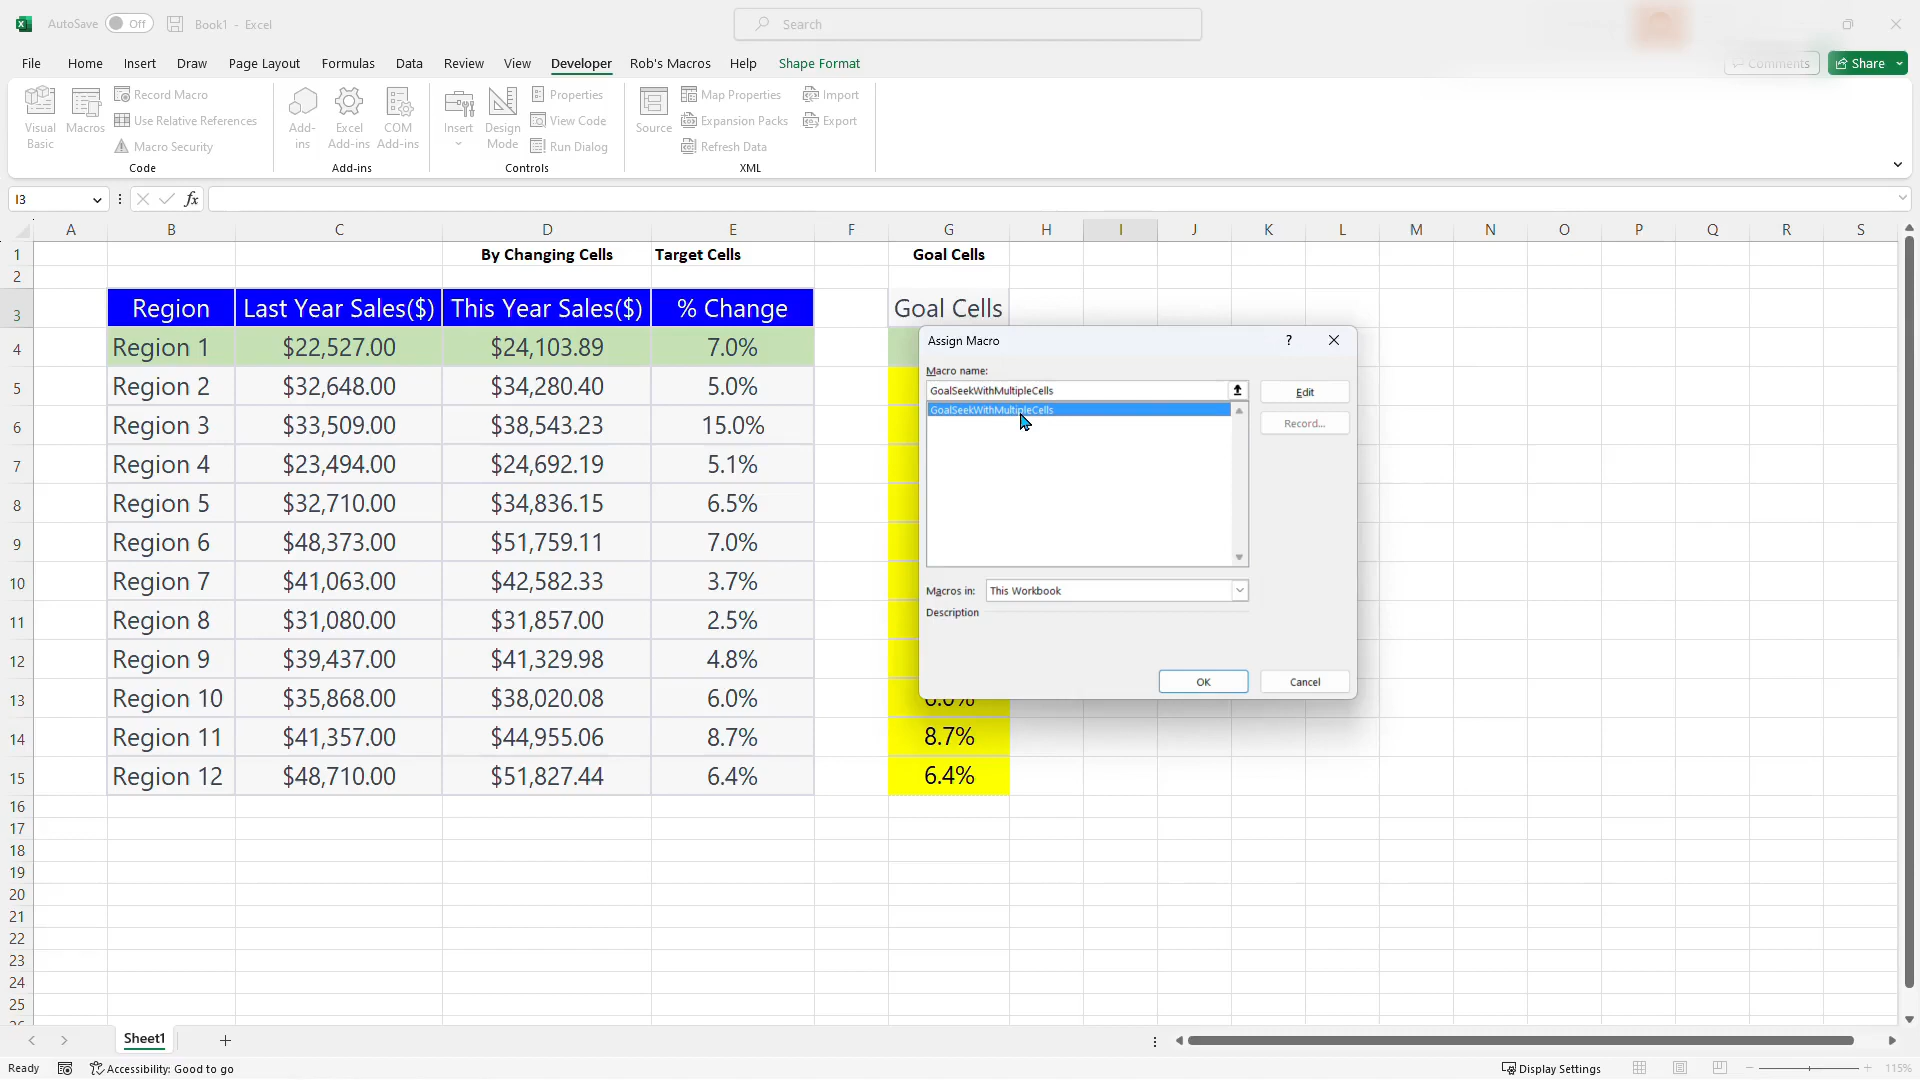 AutoSave Off Book1 - Excel Search
File Home Insert Draw Page Layout Formulas Data Review View Developer Rob's Macros Help Shape Format Comments Share
Visual Basic
Macros
Record Macro
Use Relative References
Macro Security
Code
Add-ins
Excel Add-ins
COM Add-ins
Add-ins
Insert
Design Mode
Properties
View Code
Run Dialog
Controls
Source
Map Properties
Expansion Packs
Refresh Data
Import
Export
XML
I3 fx
A B C D E F G H I J K L M N O P Q R S
1 By Changing Cells Target Cells Goal Cells
2
3 Region Last Year Sales($) This Year Sales($) % Change Goal Cells
4 Region 1 $22,527.00 $24,103.89 7.0%
5 Region 2 $32,648.00 $34,280.40 5.0%
6 Region 3 $33,509.00 $38,543.23 15.0%
7 Region 4 $23,494.00 $24,692.19 5.1%
8 Region 5 $32,710.00 $34,836.15 6.5%
9 Region 6 $48,373.00 $51,759.11 7.0%
10 Region 7 $41,063.00 $42,582.33 3.7%
11 Region 8 $31,080.00 $31,857.00 2.5%
12 Region 9 $39,437.00 $41,329.98 4.8%
13 Region 10 $35,868.00 $38,020.08 6.0%
14 Region 11 $41,357.00 $44,955.06 8.7% 8.7%
15 Region 12 $48,710.00 $51,827.44 6.4% 6.4%
16
17
18
19
20
21
22
23
24
25
Assign Macro ?
Macro name:
GoalSeekWithMultipleCells
GoalSeekWithMultipleCells
Edit
Record...
Macros in: This Workbook
Description
OK Cancel
Sheet1
Ready Accessibility: Good to go Display Settings 115%